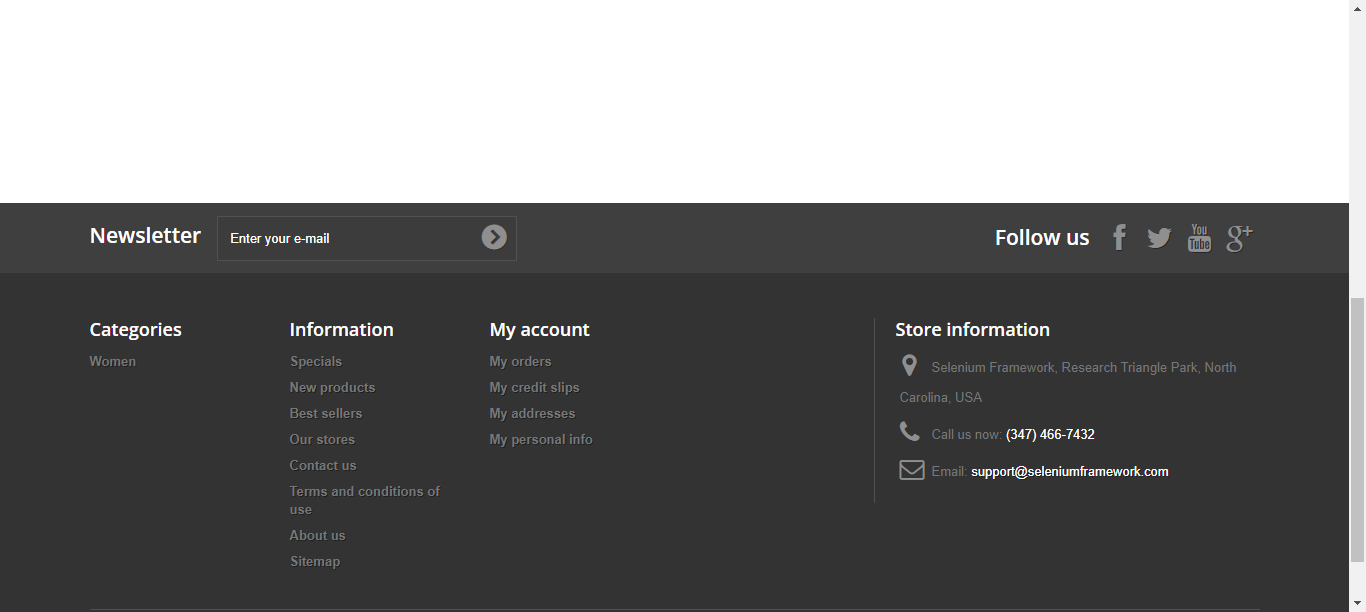 Newsletter
Enter your e-mail
Follow us
You
Tube
g+
Categories
Women
Information
Specials
New products
Best sellers
Our stores
Contact us
Terms and conditions of
use
About us
Sitemap
My account
My orders
My credit slips
My addresses
My personal info
Store information
Selenium Framework, Research Triangle Park, North
Carolina, USA
Call us now: (347) 466-7432
Email: support@seleniumframework.com